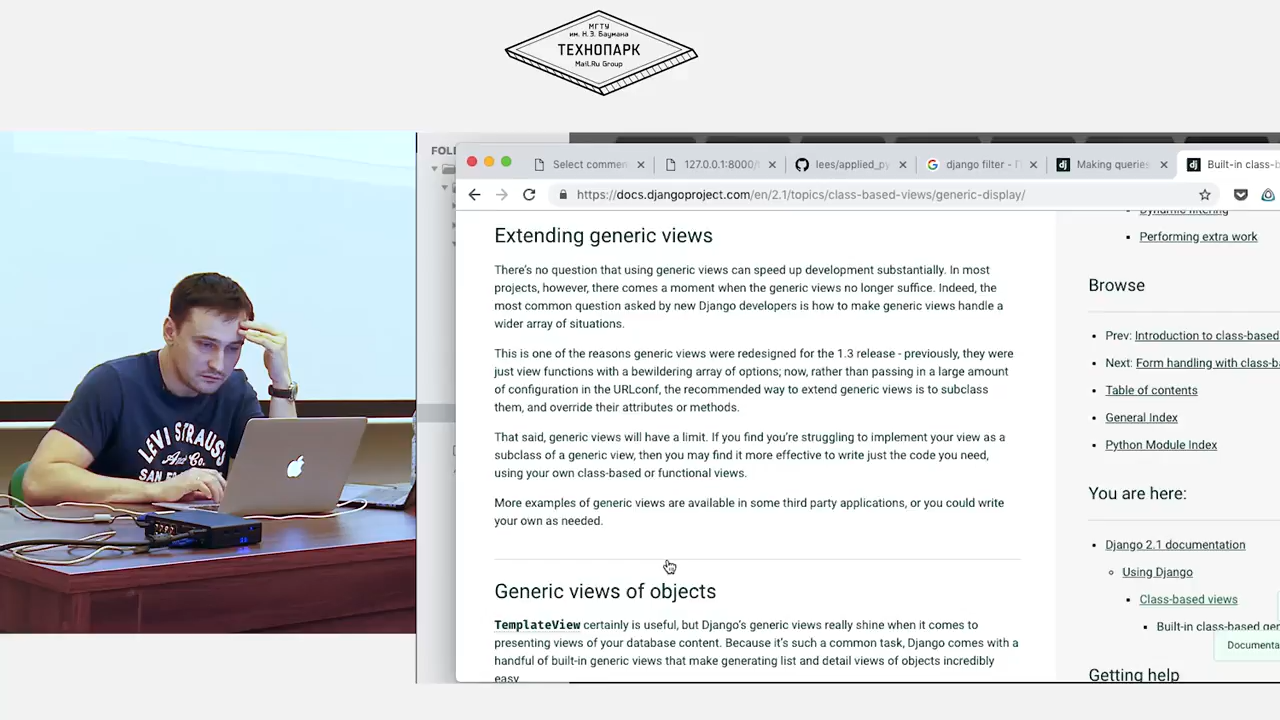 МГТУ
им. Н.Э. Баумана
ТЕХНОПАРК
Mail.Ru Group
LEVI STRAUSS
And Co.
SAN
FOL
Select commen
127.0.0.1:8000/
lees/applied_py
django filter -
Making queries
Built-in class-b
https://docs.djangoproject.com/en/2.1/topics/class-based-views/generic-display/
Extending generic views
There's no question that using generic views can speed up development substantially. In most
projects, however, there comes a moment when the generic views no longer suffice. Indeed, the
most common question asked by new Django developers is how to make generic views handle a
wider array of situations.
This is one of the reasons generic views were redesigned for the 1.3 release - previously, they were
just view functions with a bewildering array of options; now, rather than passing in a large amount
of configuration in the URLconf, the recommended way to extend generic views is to subclass
them, and override their attributes or methods.
That said, generic views will have a limit. If you find you're struggling to implement your view as a
subclass of a generic view, then you may find it more effective to write just the code you need,
using your own class-based or functional views.
More examples of generic views are available in some third party applications, or you could write
your own as needed.
Generic views of objects
TemplateView certainly is useful, but Django's generic views really shine when it comes to
presenting views of your database content. Because it's such a common task, Django comes with a
handful of built-in generic views that make generating list and detail views of objects incredibly
easy
Dynamic filtering
Performing extra work
Browse
Prev: Introduction to class-based
Next: Form handling with class-ba
Table of contents
General Index
Python Module Index
You are here:
Django 2.1 documentation
Using Django
Class-based views
Built-in class-based gen
Documenta
Getting help